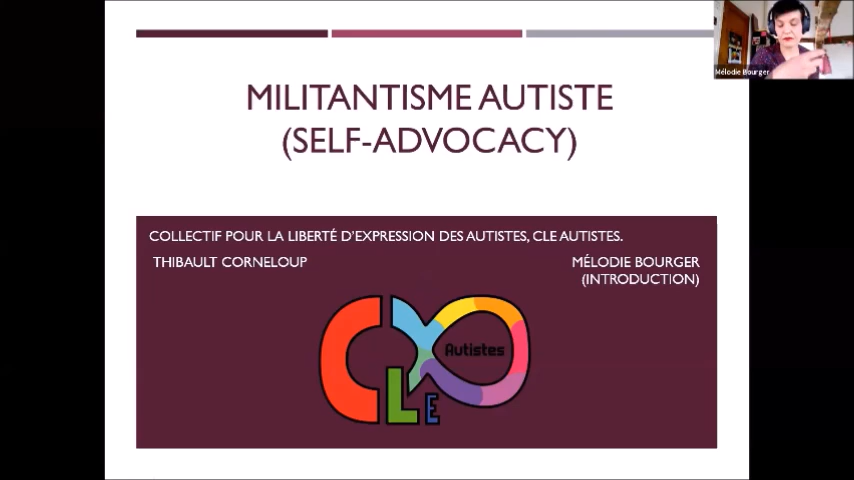 Mélodie Bourger
MILITANTISME AUTISTE
(SELF-ADVOCACY)
COLLECTIF POUR LA LIBERTÉ D'EXPRESSION DES AUTISTES, CLE AUTISTES.
THIBAULT CORNELOUP
MÉLODIE BOURGER
(INTRODUCTION)
Autistes
CLE